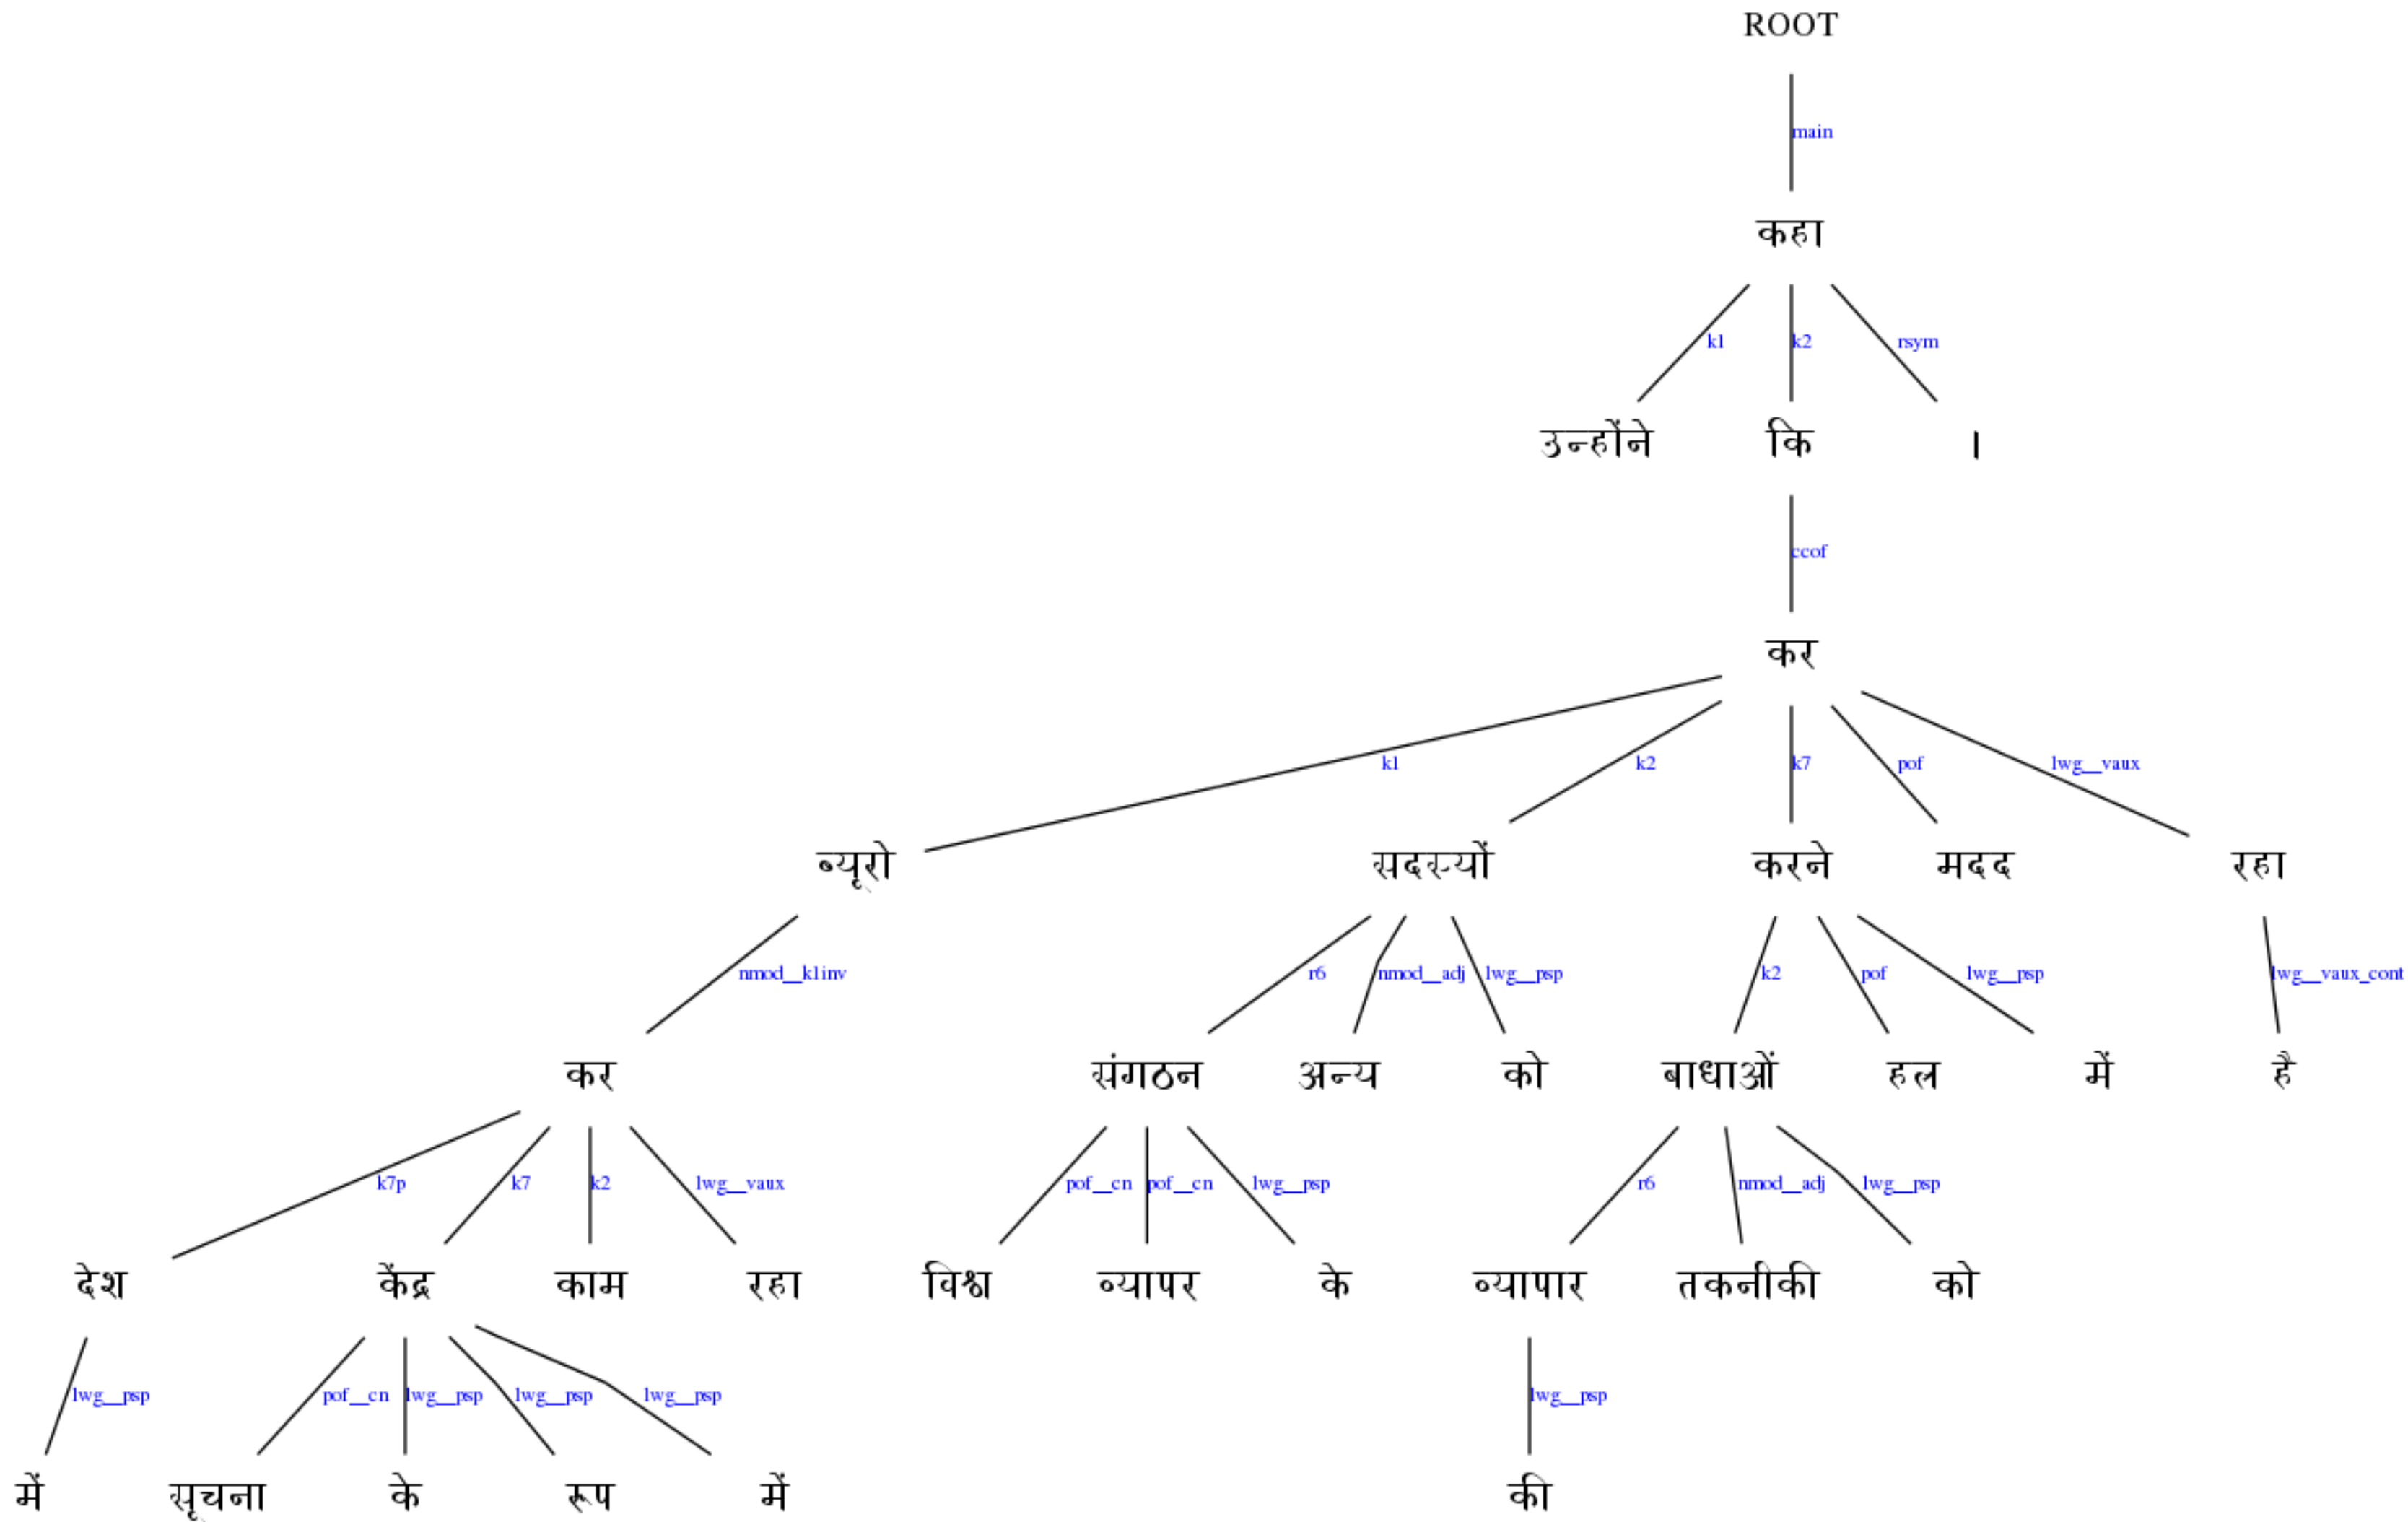 ROOT
main
कहा
k1 k2 rsym
उन्होंने कि ।
ccof
कर
k1 k2 k7 pof lwg__vaux
ब्यूरो सदस्यों करने मदद रहा
nmod__k1inv r6 nmod__adj lwg__psp k2 pof lwg__psp lwg__vaux_cont
कर संगठन अन्य को बाधाओं हल में है
k7p k7 k2 lwg__vaux pof__cn pof__cn lwg__psp r6 nmod__adj lwg__psp
देश केंद्र काम रहा विश्व व्यापर के व्यापार तकनीकी को
lwg__psp pof__cn lwg__psp lwg__psp lwg__psp lwg__psp
में सूचना के रूप में की